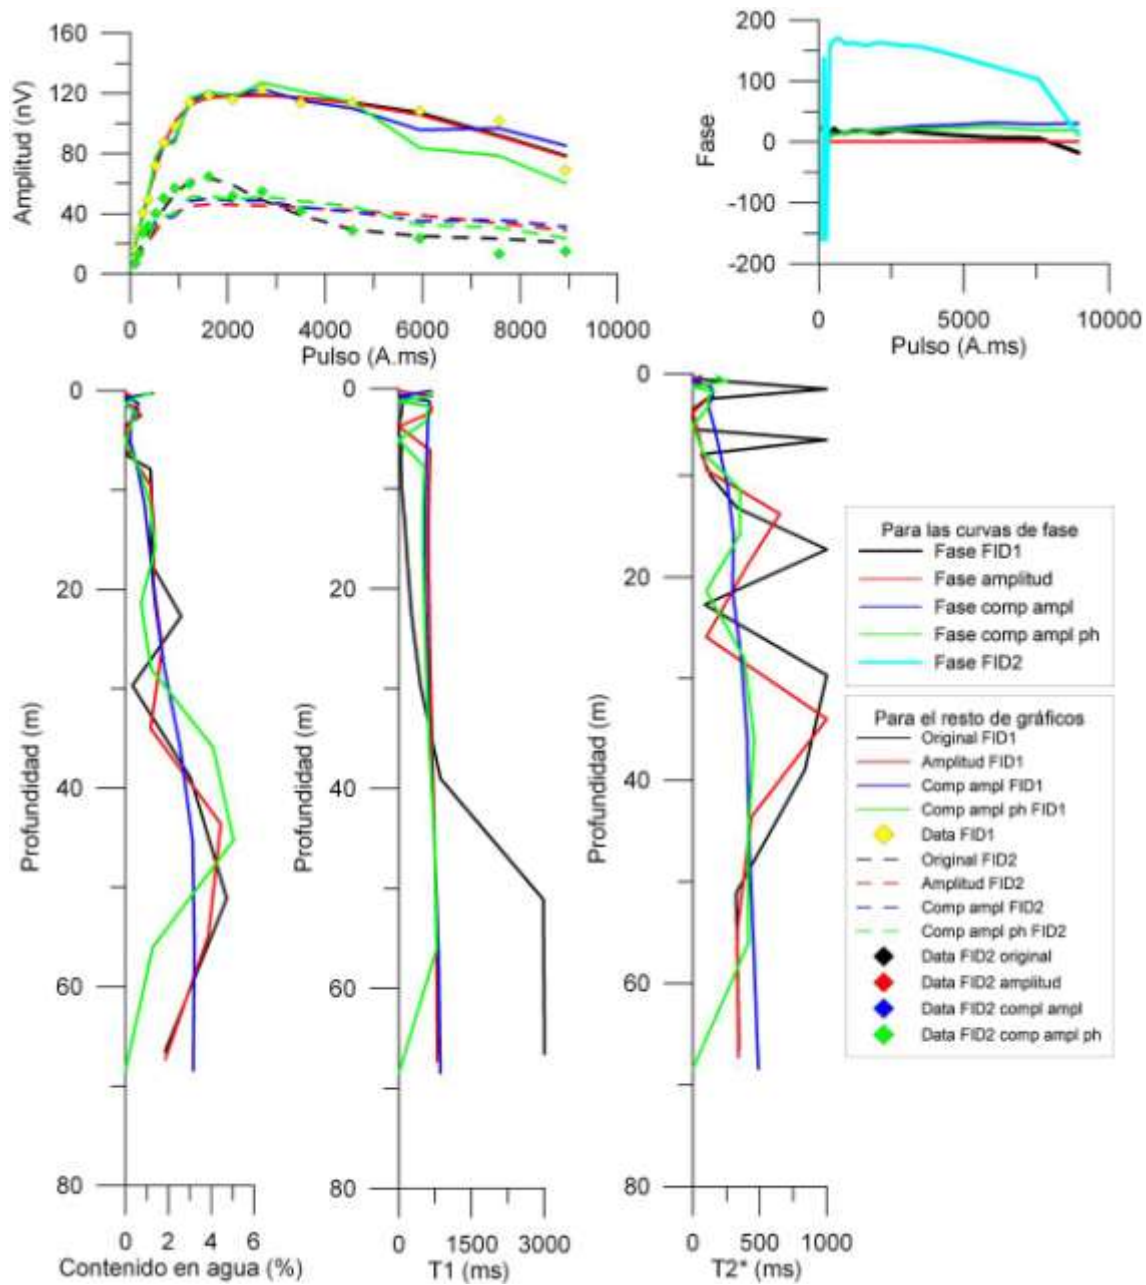 160
120
80
40
0
Amplitud (nV)
0 2000 4000 6000 8000 10000
Pulso (A.ms)
200
100
0
-100
-200
Fase
0 5000 10000
Pulso (A.ms)
0
20
40
60
80
Profundidad (m)
0 2 4 6
Contenido en agua (%)
0
20
40
60
80
Profundidad (m)
0 1500 3000
T1 (ms)
0
20
40
60
80
Profundidad (m)
0 500 1000
T2* (ms)
Para las curvas de fase
Fase FID1
Fase amplitud
Fase comp ampl
Fase comp ampl ph
Fase FID2
Para el resto de gráficos
Original FID1
Amplitud FID1
Comp ampl FID1
Comp ampl ph FID1
Data FID1
Original FID2
Amplitud FID2
Comp ampl FID2
Comp ampl ph FID2
Data FID2 original
Data FID2 amplitud
Data FID2 compl ampl
Data FID2 comp ampl ph